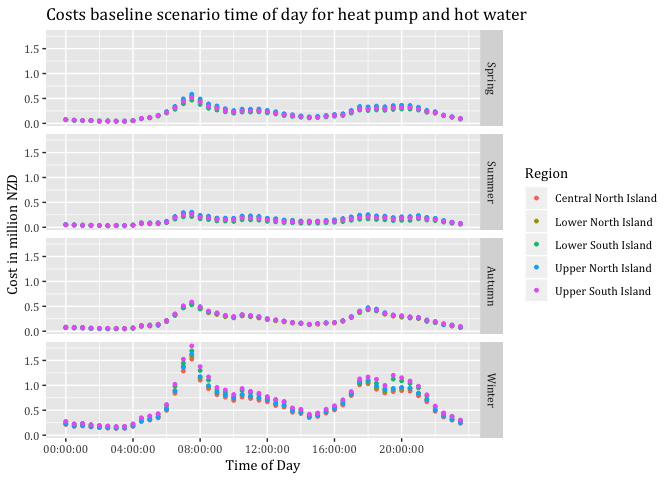 Costs baseline scenario time of day for heat pump and hot water
Cost in million NZD
1.5
1.0
0.5
0.0
Spring
1.5
1.0
0.5
0.0
Summer
1.5
1.0
0.5
0.0
Autumn
1.5
1.0
0.5
0.0
Winter
00:00:00 04:00:00 08:00:00 12:00:00 16:00:00 20:00:00
Time of Day
Region
Central North Island
Lower North Island
Lower South Island
Upper North Island
Upper South Island